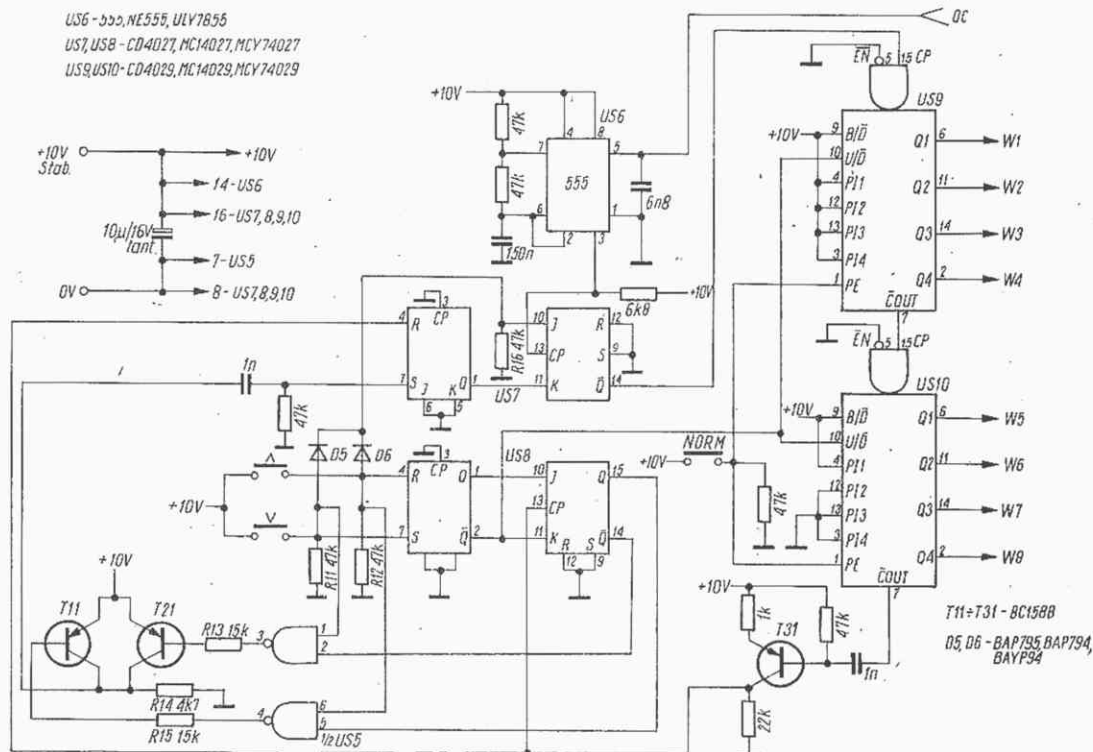 US6 - 555, NE555, ULY7855
US7, US8 - CD4027, MC14027, MCY74027
US9, US10 - CD4029, MC14029, MCY74029
OC
+10V
Stab.
+10V
14 - US6
16 - US7,8,9,10
10µ/16V
tant.
7 - US5
0V
8 - US7,8,9,10
+10V
47k
47k
150n
US6
555
4
8
7
6
2
5
1
3
6n8
6k8
+10V
EN
5
15
CP
US9
+10V
9
B/D
10
U/D
4
PI1
12
PI2
13
PI3
3
PI4
1
PE
Q1
6
W1
Q2
11
W2
Q3
14
W3
Q4
2
W4
COUT
7
4
R
3
CP
7
S
J
K
Q
1
6
5
1n
47k
US7
R16 47k
10
J
13
CP
11
K
R
12
S
9
Q
14
EN
5
15
CP
US10
+10V
9
B/D
10
U/D
4
PI1
12
PI2
13
PI3
3
PI4
1
PE
Q1
6
W5
Q2
11
W6
Q3
14
W7
Q4
2
W8
COUT
7
D5
D6
+10V
R11 47k
R12 47k
4
R
3
CP
7
S
Q
1
Q
2
US8
10
J
13
CP
11
K
R
S
12
9
Q
15
Q
14
NORM
+10V
47k
+10V
T11
T21
R13 15k
3
1
2
R14 4k7
R15 15k
4
6
5
1/2 US5
+10V
1k
47k
T31
1n
22k
T11÷T31 - BC158B
D5, D6 - BAP795, BAP794,
BAYP94